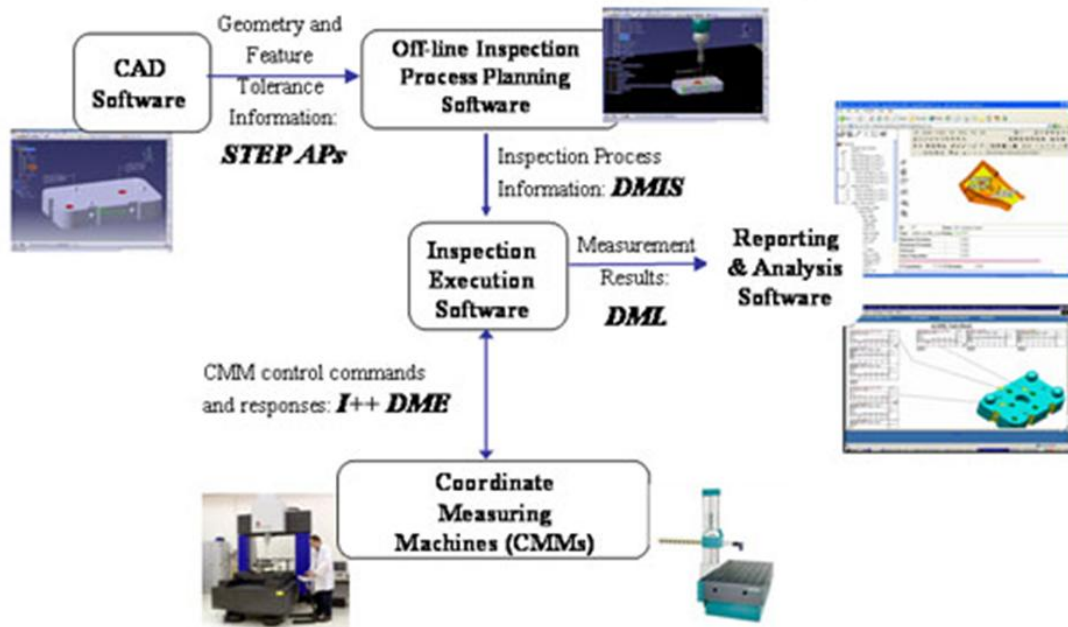 Geometry and
Feature
Tolerance
Information:
STEP APs
CAD
Software
Off-line Inspection
Process Planning
Software
Inspection Process
Information: DMIS
Inspection
Execution
Software
Measurement
Results:
DML
Reporting
& Analysis
Software
CMM control commands
and responses: I++ DME
Coordinate
Measuring
Machines (CMMs)